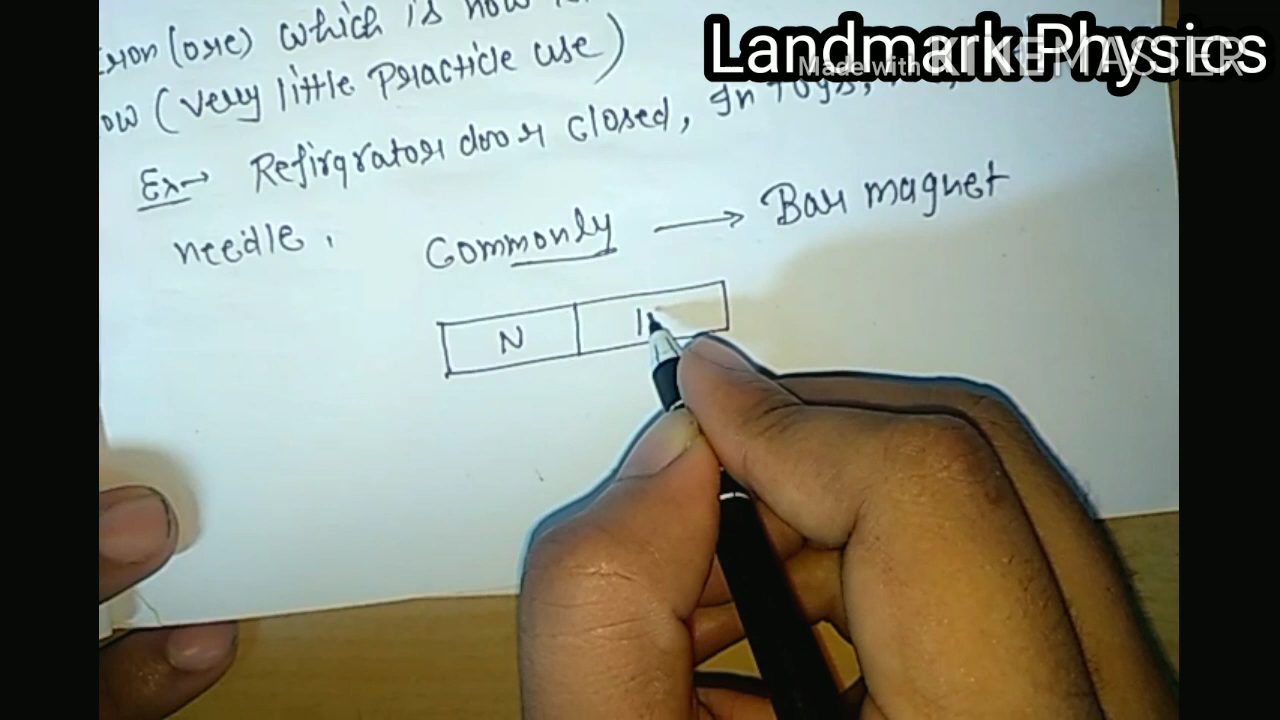 (ore) which is now
Landmark Physics
Made with KINEMASTER
ow (very little Practicle use)
Ex→ Refirgrator door closed, In Toys,
needle. Commonly → Bar magnet
N